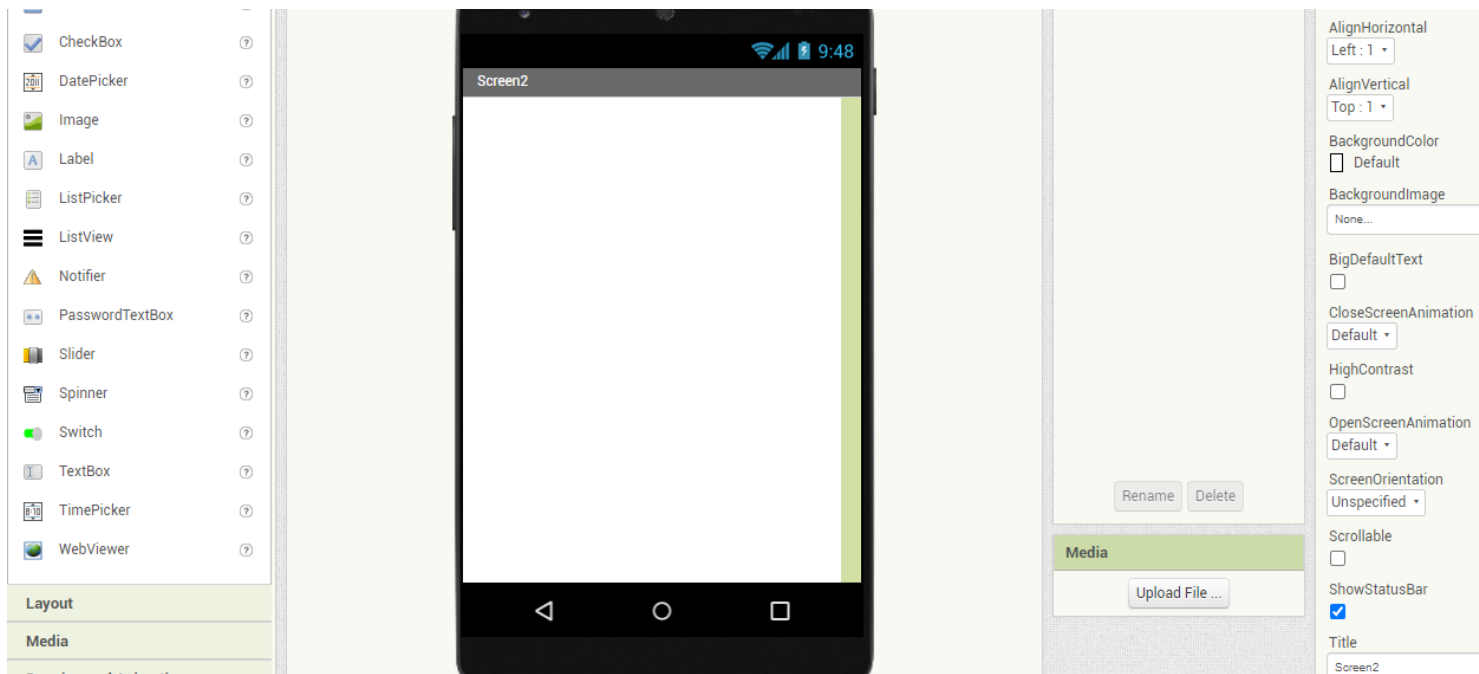 CheckBox
DatePicker
Image
Label
ListPicker
ListView
Notifier
PasswordTextBox
Slider
Spinner
Switch
TextBox
TimePicker
WebViewer
Layout
Media
9:48
Screen2
Rename Delete
Media
Upload File ...
AlignHorizontal
Left : 1
AlignVertical
Top : 1
BackgroundColor
Default
BackgroundImage
None...
BigDefaultText
CloseScreenAnimation
Default
HighContrast
OpenScreenAnimation
Default
ScreenOrientation
Unspecified
Scrollable
ShowStatusBar
Title
Screen2